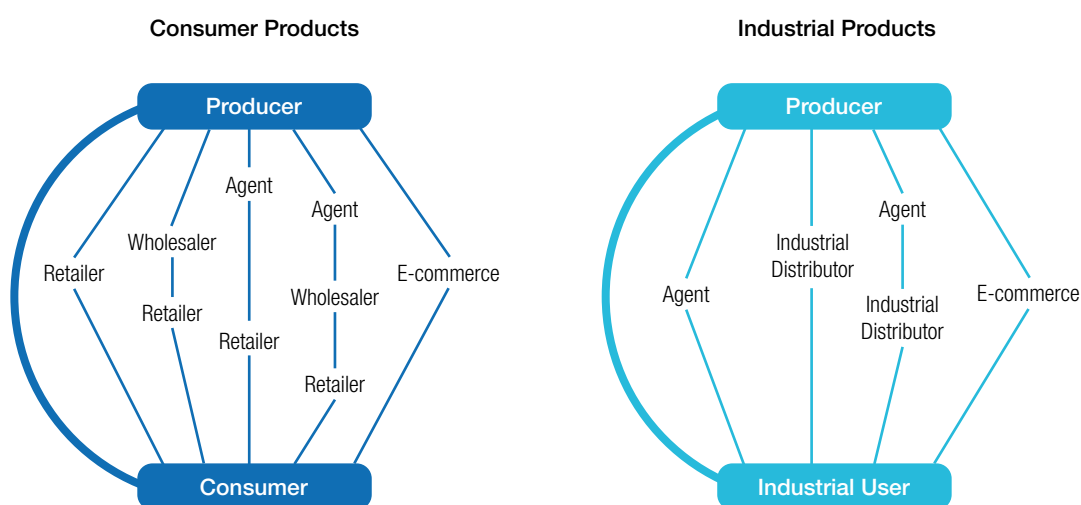 Consumer Products
Producer
Agent
Agent
Wholesaler
Retailer
E-commerce
Wholesaler
Retailer
Retailer
Retailer
Consumer
Industrial Products
Producer
Agent
Industrial
Distributor
Agent
Industrial
Distributor
E-commerce
Industrial User